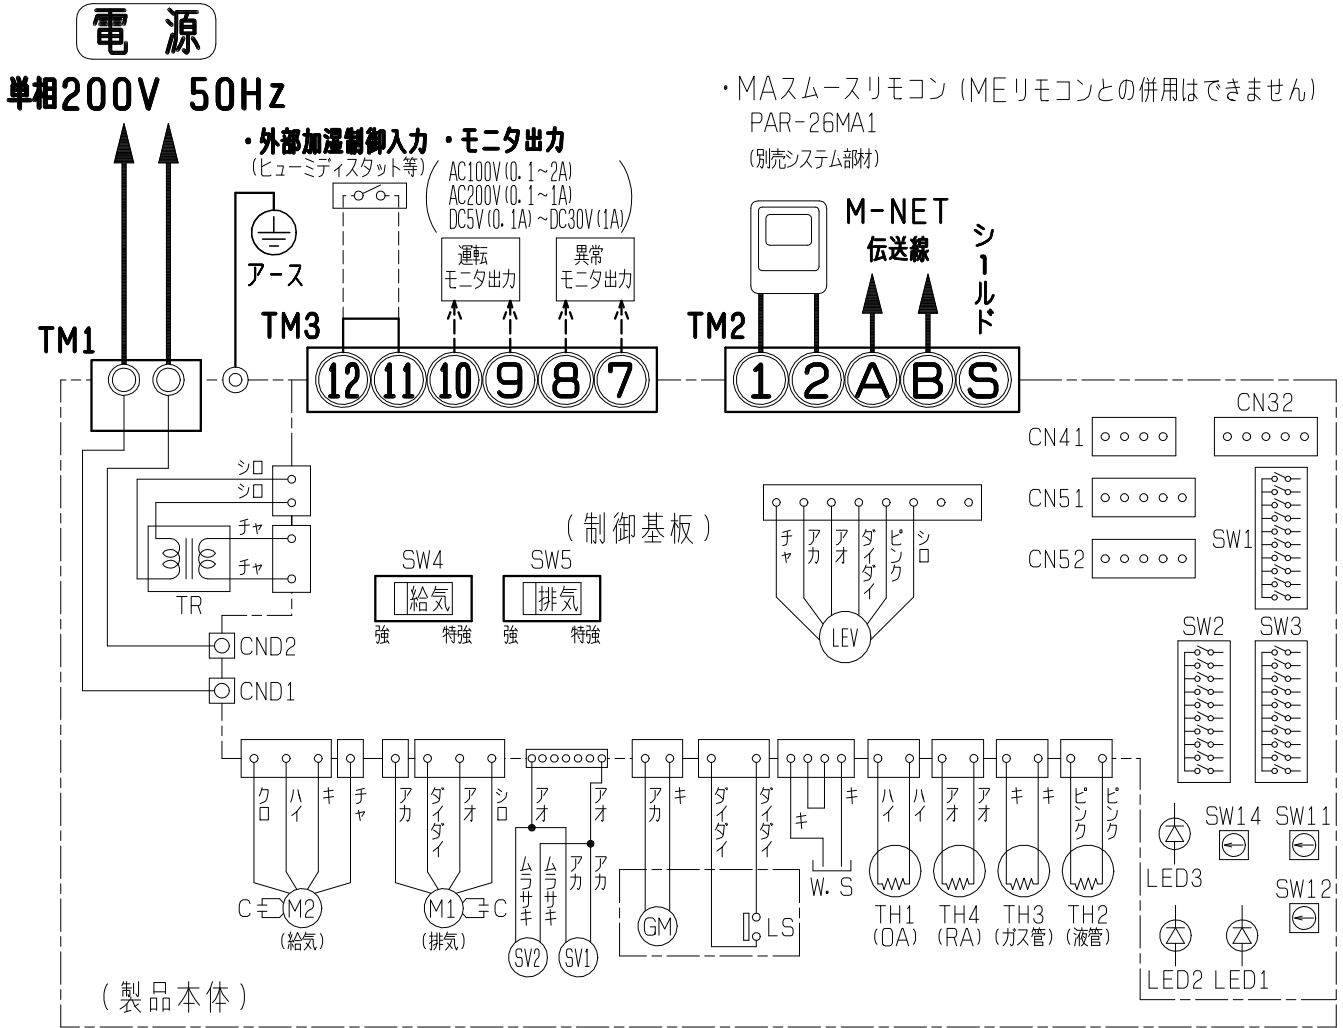 電源
単相200V 50Hz
・外部加湿制御入力
(ヒューミディスタット等)
・モニタ出力
AC100V(0.1~2A)
AC200V(0.1~1A)
DC5V(0.1A)~DC30V(1A)
運転
モニタ出力
異常
モニタ出力
・MAスムースリモコン(MEリモコンとの併用はできません)
PAR-26MA1
(別売システム部材)
M-NET
伝送線
シールド
アース
TM1
TM3
TM2
12 11 10 9 8 7
1 2 A B S
CN41
CN32
CN51
CN52
SW1
シロ
シロ
チャ
チャ
TR
(制御基板)
SW4
給気
強 特強
SW5
排気
強 特強
チャ
アカ
アオ
ダイダイ
ピンク
シロ
LEV
CND2
CND1
SW2
SW3
クロ
ハイ
キ
チャ
アカ
ダイダイ
アオ
シロ
アオ
アオ
アカ
キ
ダイダイ
ダイダイ
キ
キ
ハイ
ハイ
アオ
アオ
キ
キ
ピンク
ピンク
ムラサキ
ムラサキ
アカ
アカ
C
M2
(給気)
M1
C
(排気)
SV2
SV1
GM
LS
W.S
TH1
(OA)
TH4
(RA)
TH3
(ガス管)
TH2
(液管)
SW14
SW11
LED3
SW12
LED2
LED1
(製品本体)